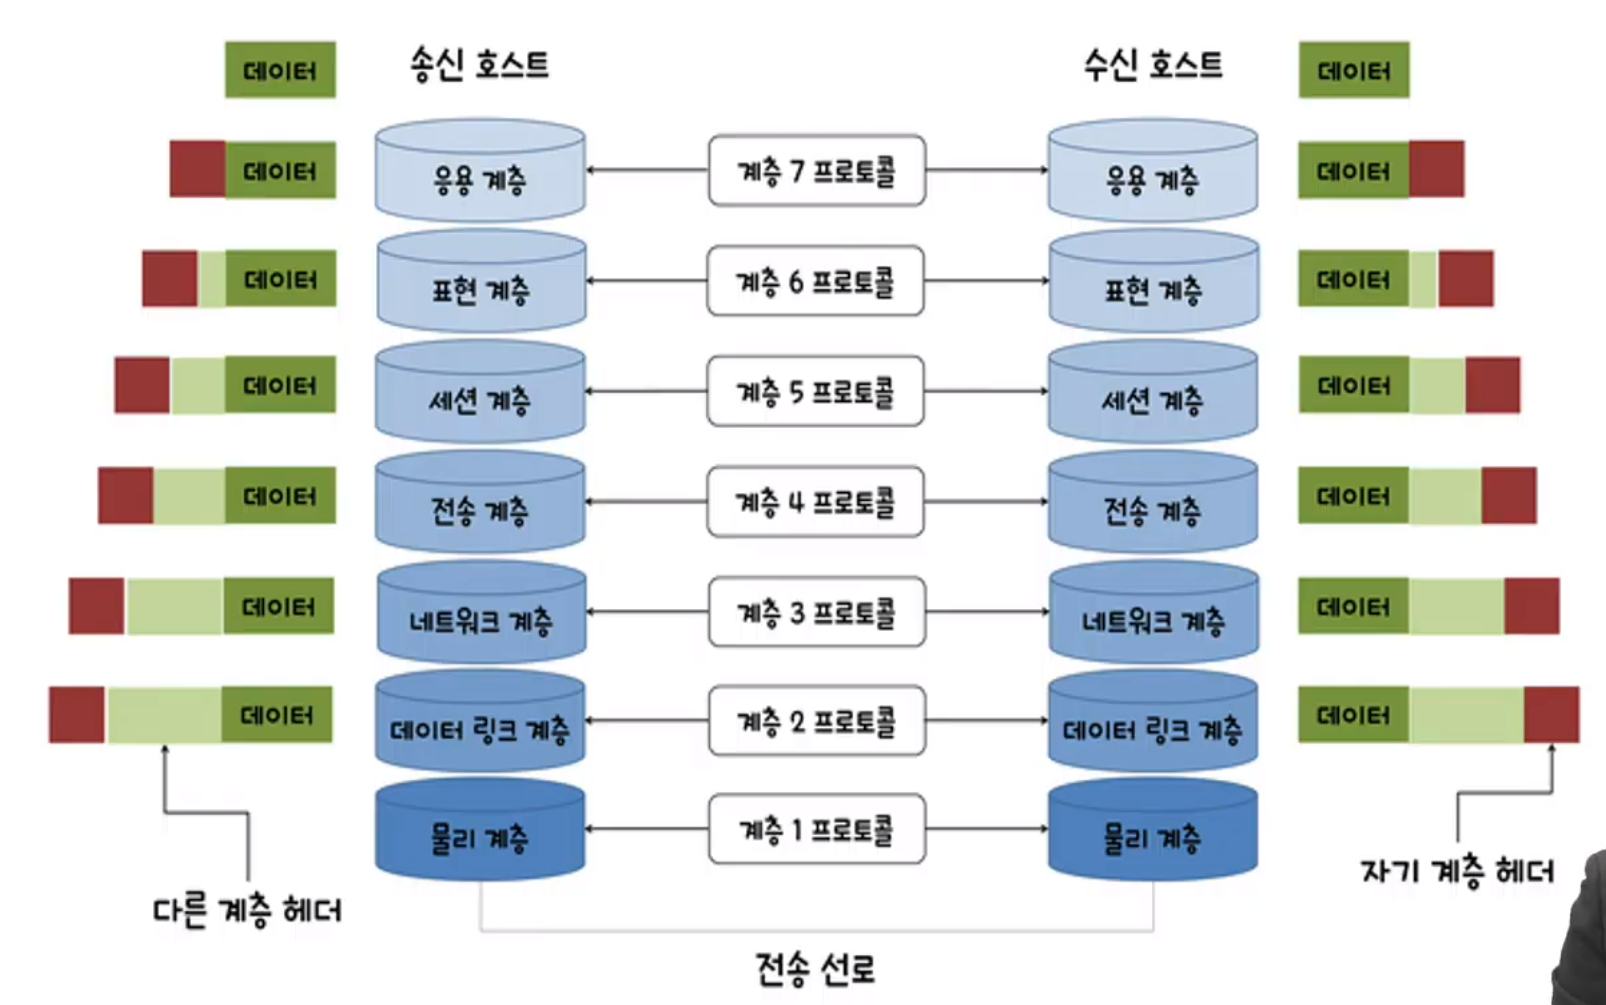 데이터 송신 호스트 수신 호스트 데이터
데이터 응용 계층 계층 7 프로토콜 응용 계층 데이터
데이터 표현 계층 계층 6 프로토콜 표현 계층 데이터
데이터 세션 계층 계층 5 프로토콜 세션 계층 데이터
데이터 전송 계층 계층 4 프로토콜 전송 계층 데이터
데이터 네트워크 계층 계층 3 프로토콜 네트워크 계층 데이터
데이터 데이터 링크 계층 계층 2 프로토콜 데이터 링크 계층 데이터
물리 계층 계층 1 프로토콜 물리 계층
다른 계층 헤더 자기 계층 헤더
전송 선로